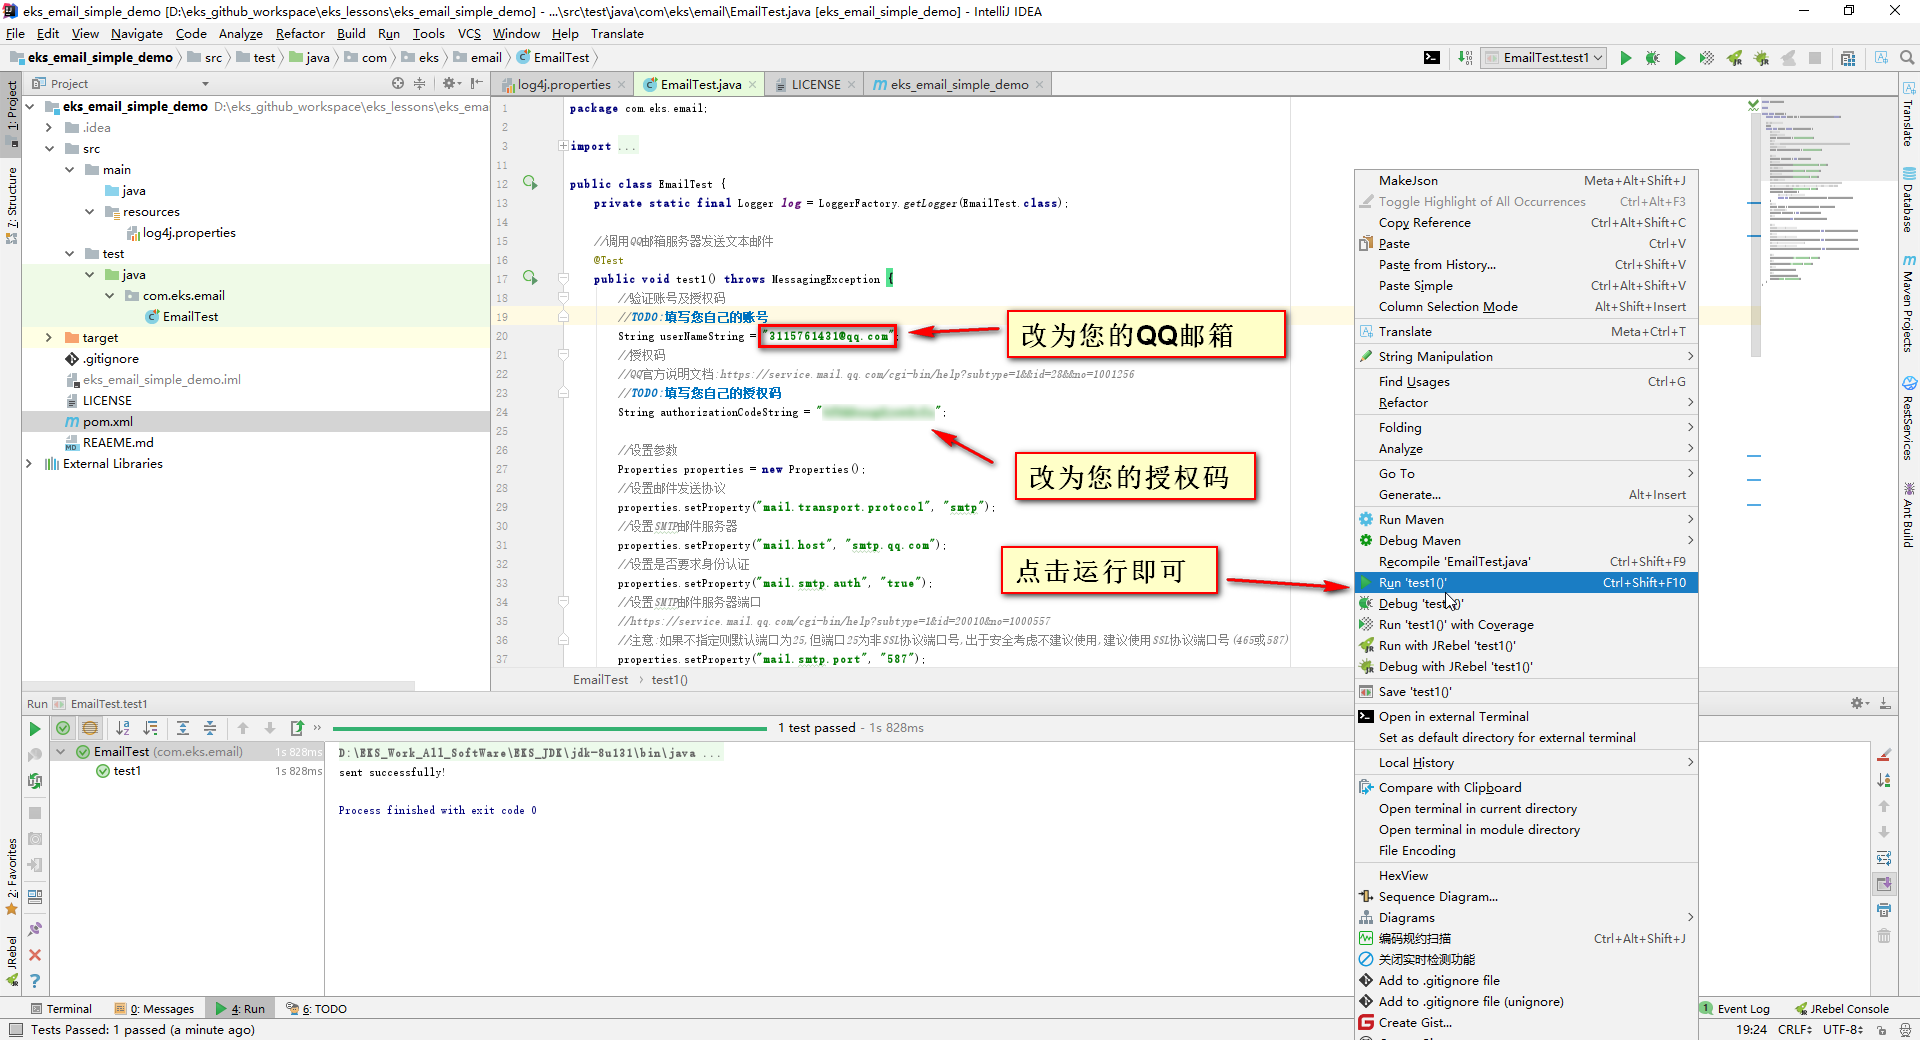 eks_email_simple_demo [D:\eks_github_workspace\eks_lessons\eks_email_simple_demo] - ...\src\test\java\com\eks\email\EmailTest.java [eks_email_simple_demo] - IntelliJ IDEA
File Edit View Navigate Code Analyze Refactor Build Run Tools VCS Window Help Translate
eks_email_simple_demo src test java com eks email EmailTest
EmailTest.test1
Project
log4j.properties EmailTest.java LICENSE eks_email_simple_demo
1: Project
7: Structure
2: Favorites
JRebel
eks_email_simple_demo D:\eks_github_workspace\eks_lessons\eks_ema
.idea
src
main
java
resources
log4j.properties
test
java
com.eks.email
EmailTest
target
.gitignore
eks_email_simple_demo.iml
LICENSE
pom.xml
REAEME.md
External Libraries
1 package com.eks.email;
2
3 import ...
11
12 public class EmailTest {
13 private static final Logger log = LoggerFactory.getLogger(EmailTest.class);
14
15 //调用QQ邮箱服务器发送文本邮件
16 @Test
17 public void test1() throws MessagingException {
18 //验证账号及授权码
19 //TODO:填写您自己的账号
20 String userNameString = "3115761431@qq.com";
21 //授权码
22 //QQ官方说明文档:https://service.mail.qq.com/cgi-bin/help?subtype=1&&id=28&&no=1001256
23 //TODO:填写您自己的授权码
24 String authorizationCodeString = "";
25
26 //设置参数
27 Properties properties = new Properties();
28 //设置邮件发送协议
29 properties.setProperty("mail.transport.protocol", "smtp");
30 //设置SMTP邮件服务器
31 properties.setProperty("mail.host", "smtp.qq.com");
32 //设置是否要求身份认证
33 properties.setProperty("mail.smtp.auth", "true");
34 //设置SMTP邮件服务器端口
35 //https://service.mail.qq.com/cgi-bin/help?subtype=1&id=20010&no=1000557
36 //注意:如果不指定则默认端口为25,但端口25为非SSL协议端口号,出于安全考虑不建议使用,建议使用SSL协议端口号(465或587)
37 properties.setProperty("mail.smtp.port", "587");
EmailTest test1()
改为您的QQ邮箱
改为您的授权码
点击运行即可
MakeJson Meta+Alt+Shift+J
Toggle Highlight of All Occurrences Ctrl+Alt+F3
Copy Reference Ctrl+Alt+Shift+C
Paste Ctrl+V
Paste from History... Ctrl+Shift+V
Paste Simple Ctrl+Alt+Shift+V
Column Selection Mode Alt+Shift+Insert
Translate Meta+Ctrl+T
String Manipulation
Find Usages Ctrl+G
Refactor
Folding
Analyze
Go To
Generate... Alt+Insert
Run Maven
Debug Maven
Recompile 'EmailTest.java' Ctrl+Shift+F9
Run 'test1()' Ctrl+Shift+F10
Debug 'test1()'
Run 'test1()' with Coverage
Run with JRebel 'test1()'
Debug with JRebel 'test1()'
Save 'test1()'
Open in external Terminal
Set as default directory for external terminal
Local History
Compare with Clipboard
Open terminal in current directory
Open terminal in module directory
File Encoding
HexView
Sequence Diagram...
Diagrams
编码规约扫描 Ctrl+Alt+Shift+J
关闭实时检测功能
Add to .gitignore file
Add to .gitignore file (unignore)
Create Gist...
Translate
Database
Maven Projects
RestServices
Ant Build
Run EmailTest.test1
1 test passed - 1s 828ms
EmailTest (com.eks.email) 1s 828ms
test1 1s 828ms
D:\EKS_Work_All_SoftWare\EKS_JDK\jdk-8u131\bin\java ...
sent successfully!
Process finished with exit code 0
Terminal 0: Messages 4: Run 6: TODO
1 Event Log JRebel Console
Tests Passed: 1 passed (a minute ago)
19:24 CRLF UTF-8